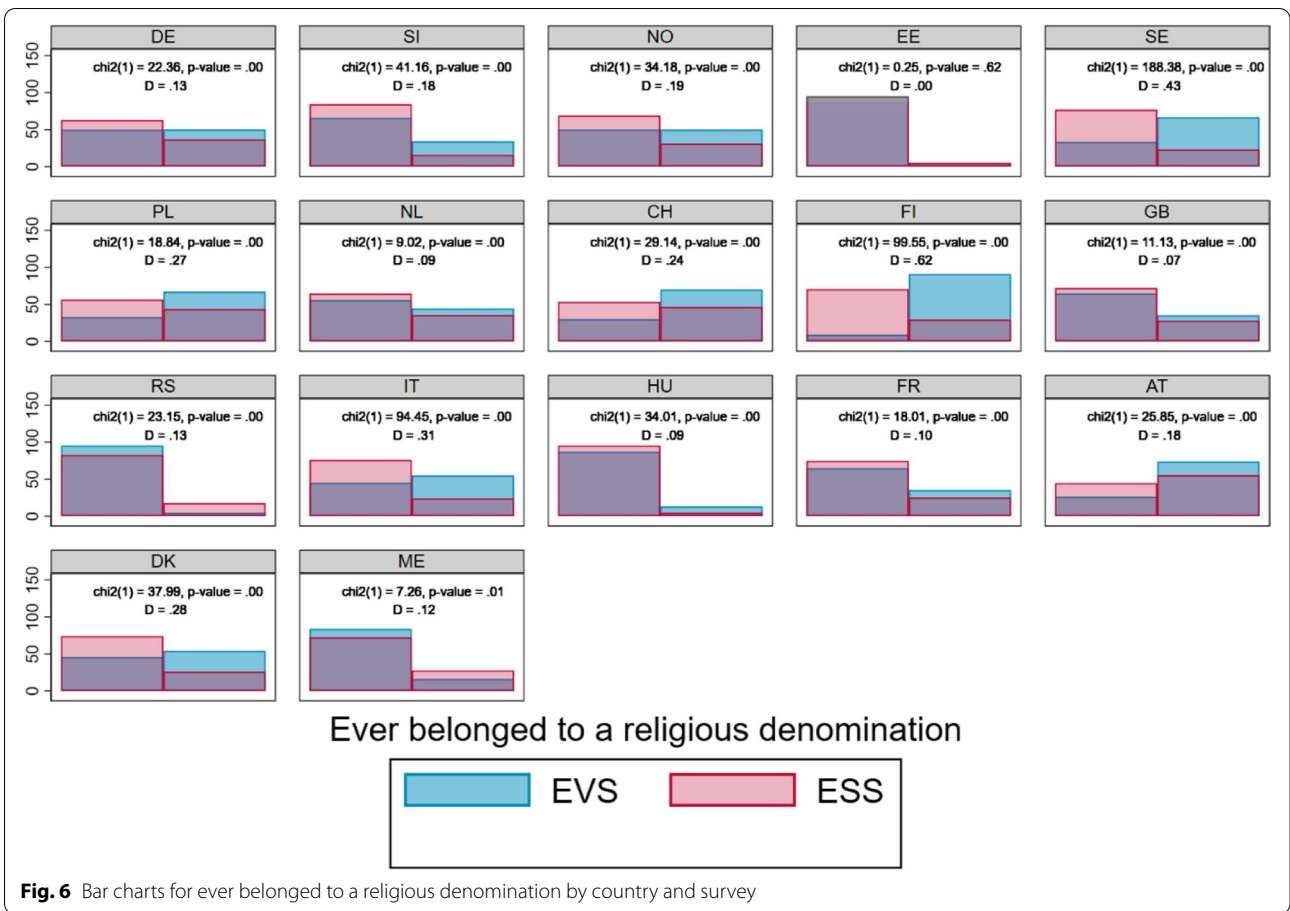 DE SI NO EE SE
150 100 50 0
chi2(1) = 22.36, p-value = .00
D = .13
chi2(1) = 41.16, p-value = .00
D = .18
chi2(1) = 34.18, p-value = .00
D = .19
chi2(1) = 0.25, p-value = .62
D = .00
chi2(1) = 188.38, p-value = .00
D = .43
PL NL CH FI GB
150 100 50 0
chi2(1) = 18.84, p-value = .00
D = .27
chi2(1) = 9.02, p-value = .00
D = .09
chi2(1) = 29.14, p-value = .00
D = .24
chi2(1) = 99.55, p-value = .00
D = .62
chi2(1) = 11.13, p-value = .00
D = .07
RS IT HU FR AT
150 100 50 0
chi2(1) = 23.15, p-value = .00
D = .13
chi2(1) = 94.45, p-value = .00
D = .31
chi2(1) = 34.01, p-value = .00
D = .09
chi2(1) = 18.01, p-value = .00
D = .10
chi2(1) = 25.85, p-value = .00
D = .18
DK ME
150 100 50 0
chi2(1) = 37.99, p-value = .00
D = .28
chi2(1) = 7.26, p-value = .01
D = .12
Ever belonged to a religious denomination
EVS ESS
Fig. 6 Bar charts for ever belonged to a religious denomination by country and survey